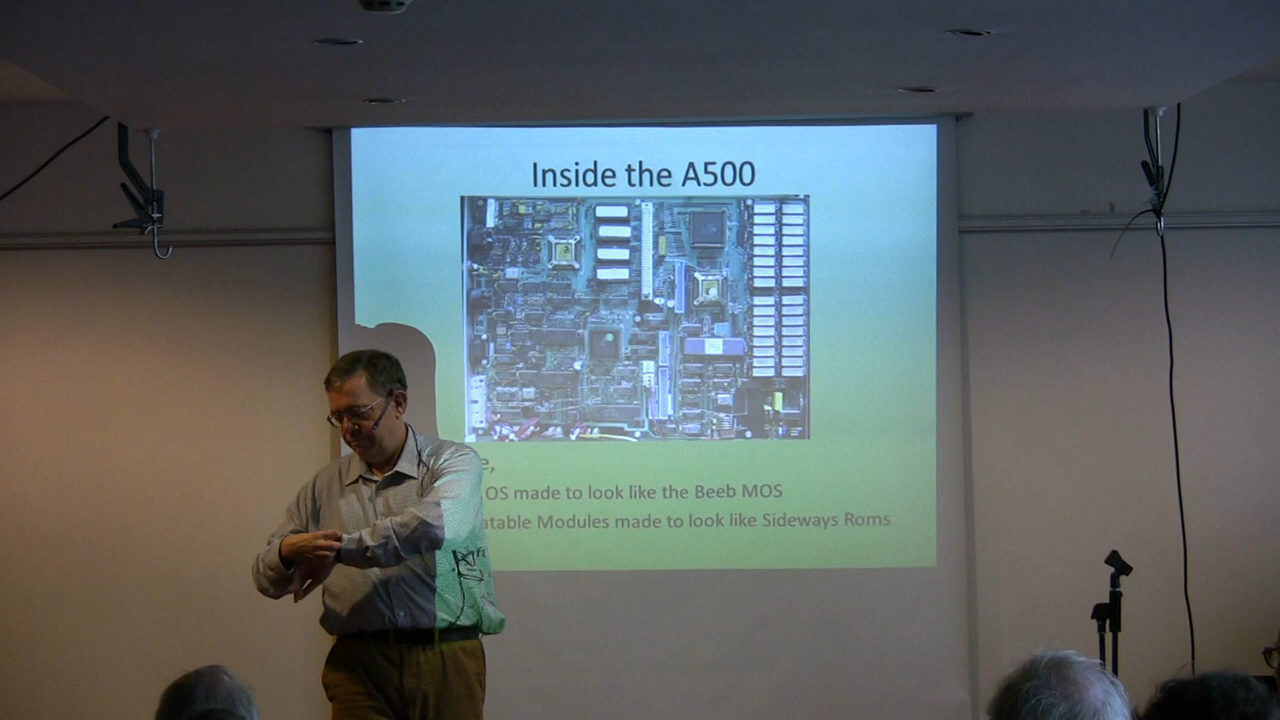 Inside the A500
e,
OS made to look like the Beeb MOS
atable Modules made to look like Sideways Roms